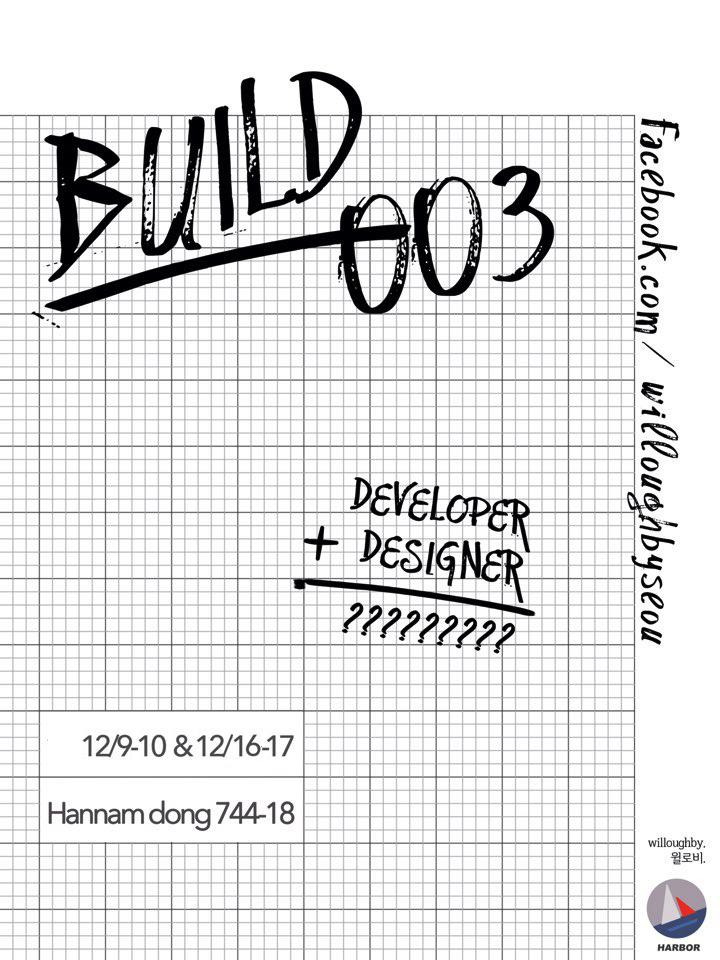 BUILD
003
Facebook.com/willoughbyseou
DEVELOPER
+ DESIGNER
?????????
12/9-10 & 12/16-17
Hannam dong 744-18
willoughby.
윌로비.
HARBOR